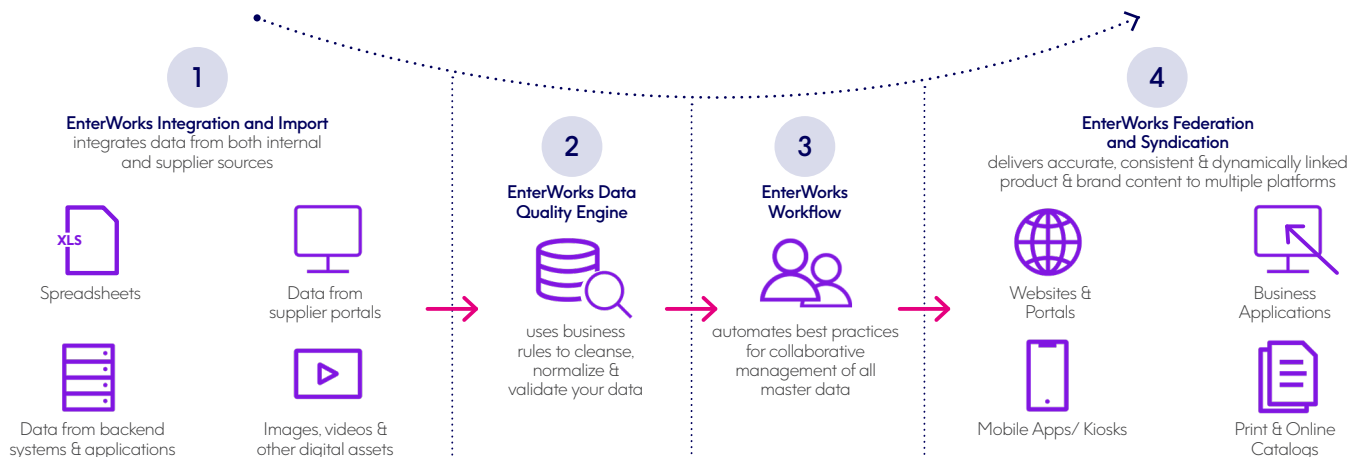 1
EnterWorks Integration and Import
integrates data from both internal
and supplier sources
XLS
Spreadsheets
Data from
supplier portals
Data from backend
systems & applications
Images, videos &
other digital assets
2
EnterWorks Data
Quality Engine
uses business
rules to cleanse,
normalize &
validate your data
3
EnterWorks
Workflow
automates best practices
for collaborative
management of all
master data
4
EnterWorks Federation
and Syndication
delivers accurate, consistent & dynamically linked
product & brand content to multiple platforms
Websites &
Portals
Business
Applications
Mobile Apps/ Kiosks
Print & Online
Catalogs